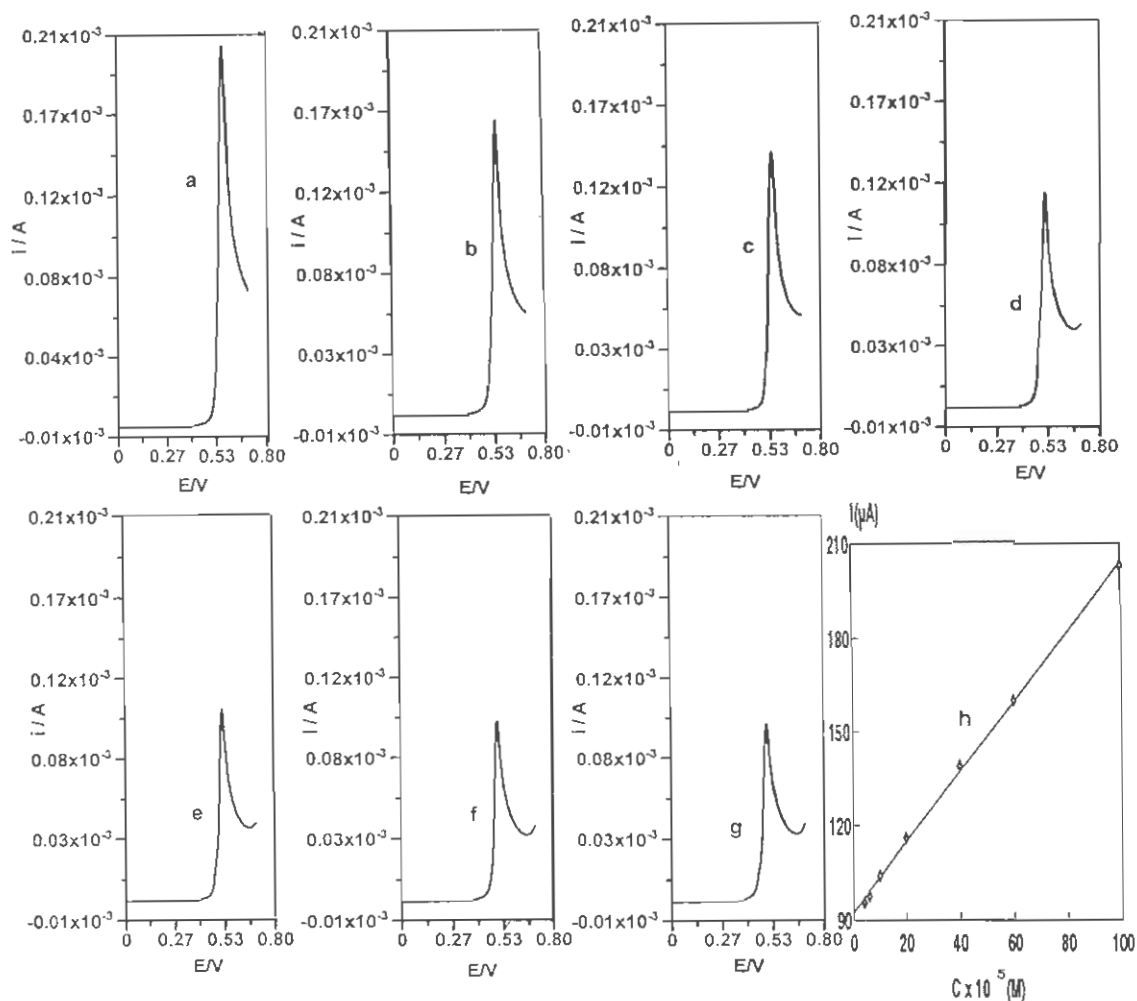 0.21x10⁻³
0.17x10⁻³
0.12x10⁻³
0.08x10⁻³
0.04x10⁻³
-0.01x10⁻³
I / A
a
0 0.27 0.53 0.80
E/V
0.21x10⁻³
0.17x10⁻³
0.12x10⁻³
0.08x10⁻³
0.03x10⁻³
-0.01x10⁻³
I / A
b
0 0.27 0.53 0.80
E/V
0.21x10⁻³
0.17x10⁻³
0.12x10⁻³
0.08x10⁻³
0.03x10⁻³
-0.01x10⁻³
I / A
c
0 0.27 0.53 0.80
E/V
0.21x10⁻³
0.17x10⁻³
0.12x10⁻³
0.08x10⁻³
0.03x10⁻³
-0.01x10⁻³
I / A
d
0 0.27 0.53 0.80
E/V
0.21x10⁻³
0.17x10⁻³
0.12x10⁻³
0.08x10⁻³
0.03x10⁻³
-0.01x10⁻³
i / A
e
0 0.27 0.53 0.80
E/V
0.21x10⁻³
0.17x10⁻³
0.12x10⁻³
0.08x10⁻³
0.03x10⁻³
-0.01x10⁻³
I / A
f
0 0.27 0.53 0.80
E/V
0.21x10⁻³
0.17x10⁻³
0.12x10⁻³
0.08x10⁻³
0.03x10⁻³
-0.01x10⁻³
I / A
g
0 0.27 0.53 0.80
E/V
I(µA)
210
180
150
120
90
h
0 20 40 60 80 100
C x 10⁵ (M)